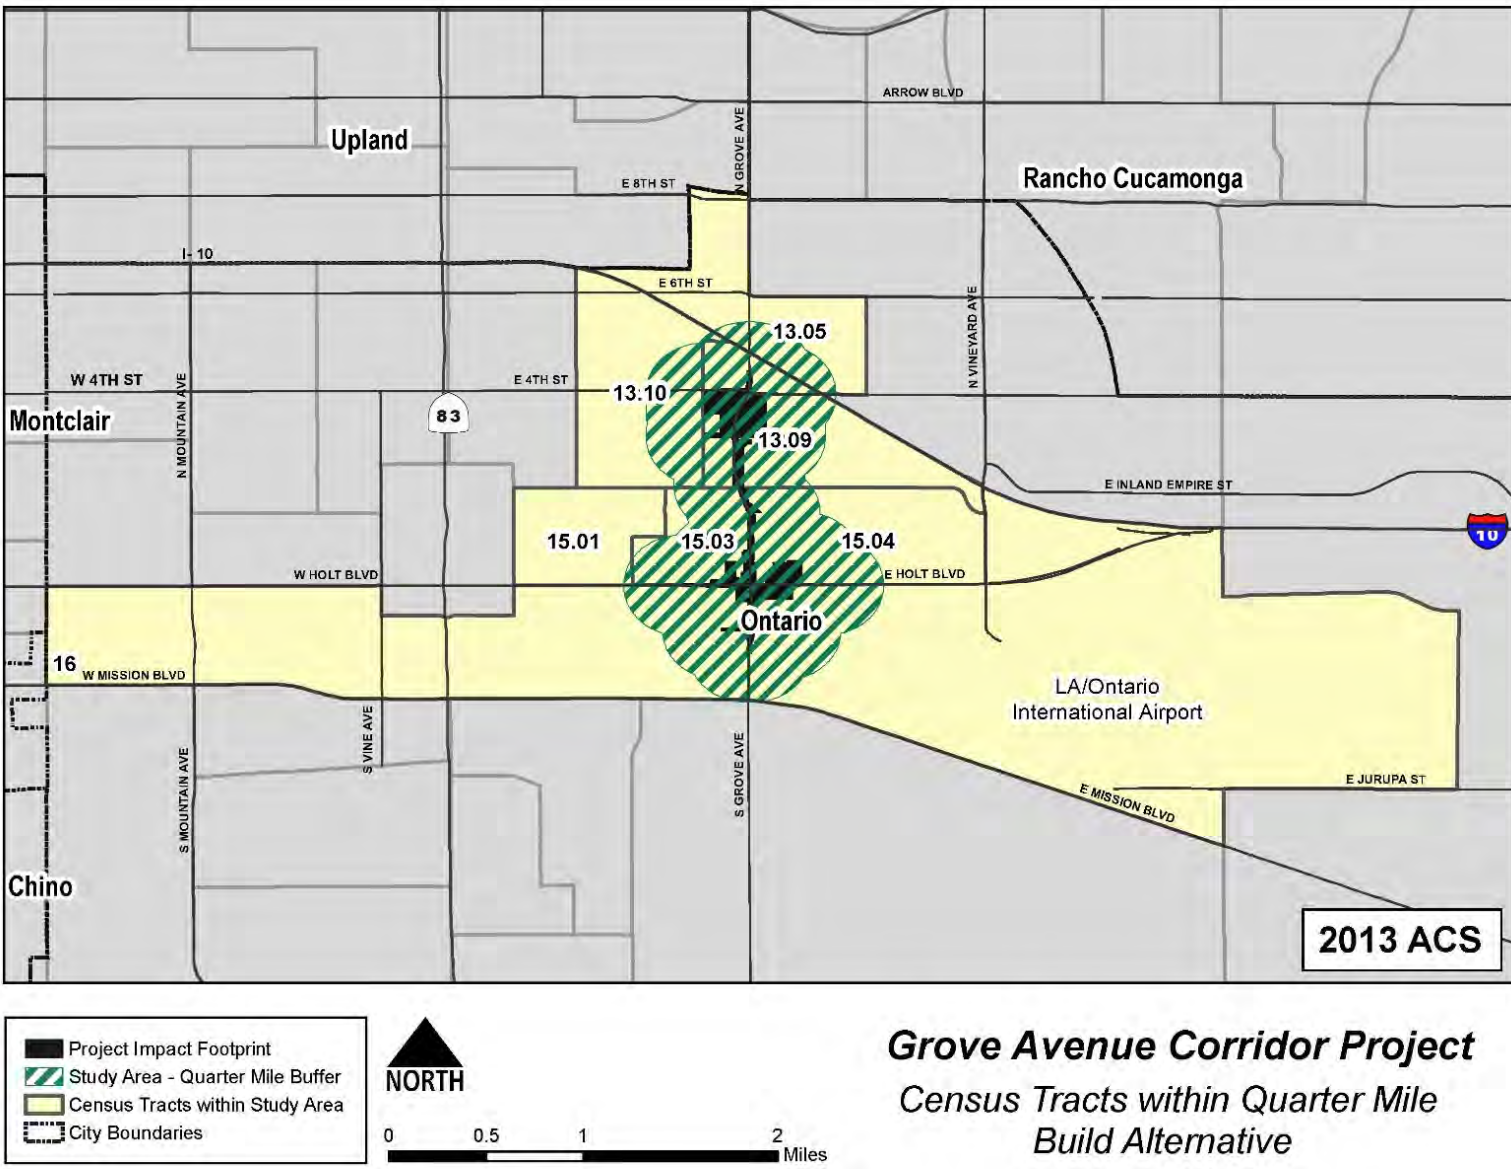 ARROW BLVD
N GROVE AVE
Upland
Rancho Cucamonga
E 8TH ST
I- 10
E 6TH ST
N VINEYARD AVE
13.05
W 4TH ST
E 4TH ST
13.10
N MOUNTAIN AVE
83
Montclair
13.09
E INLAND EMPIRE ST
10
15.01
15.03
15.04
W HOLT BLVD
E HOLT BLVD
Ontario
16
W MISSION BLVD
LA/Ontario
International Airport
S VINE AVE
S GROVE AVE
S MOUNTAIN AVE
E JURUPA ST
E MISSION BLVD
Chino
2013 ACS
Project Impact Footprint
Study Area - Quarter Mile Buffer
Census Tracts within Study Area
City Boundaries
NORTH
0 0.5 1 2
Miles
Grove Avenue Corridor Project
Census Tracts within Quarter Mile
Build Alternative